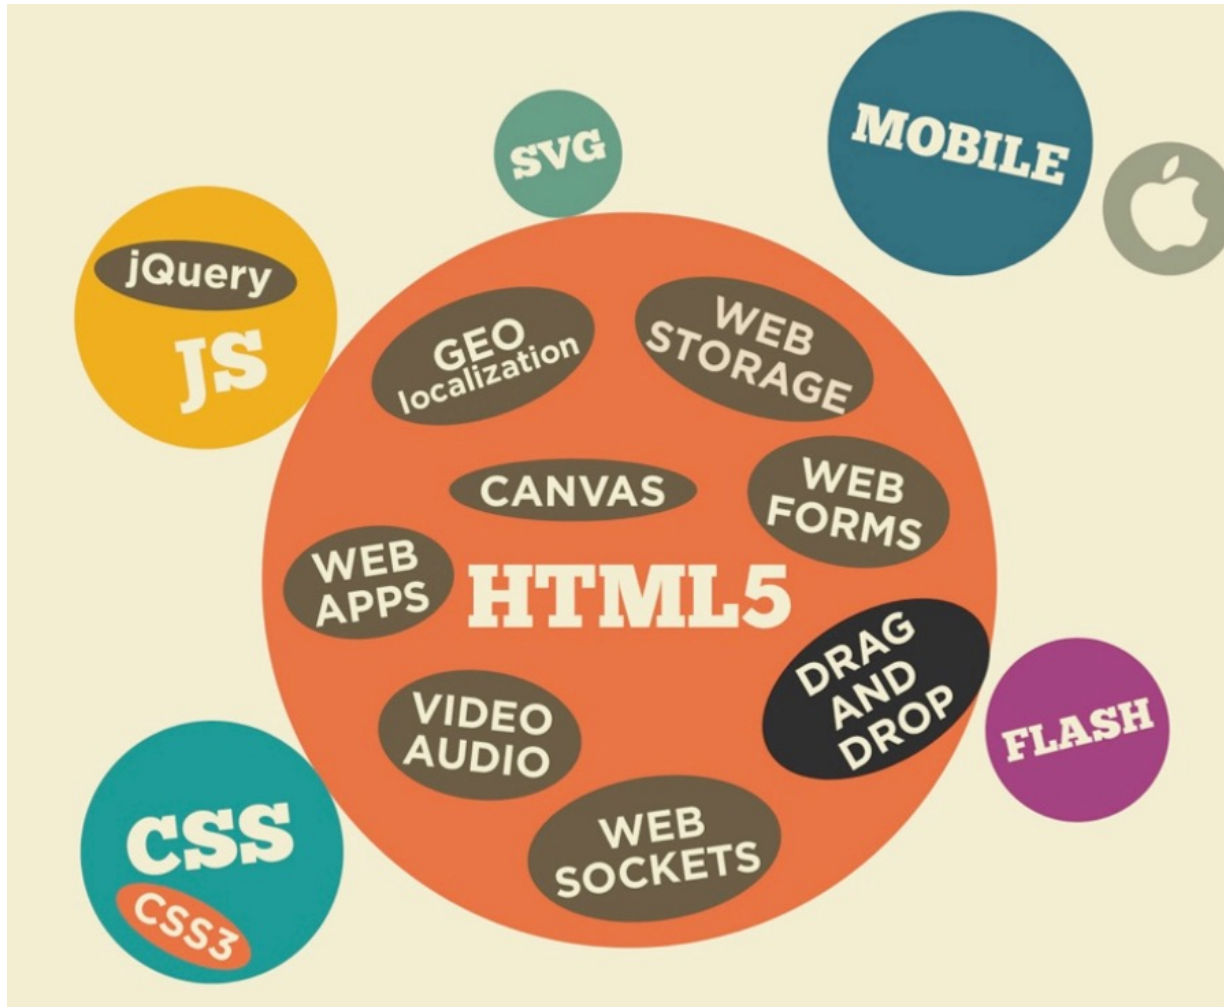 MOBILE
SVG
jQuery
JS
GEO
localization
WEB
STORAGE
CANVAS
WEB
FORMS
WEB
APPS
HTML5
DRAG
AND
DROP
VIDEO
AUDIO
FLASH
WEB
SOCKETS
CSS
CSS3